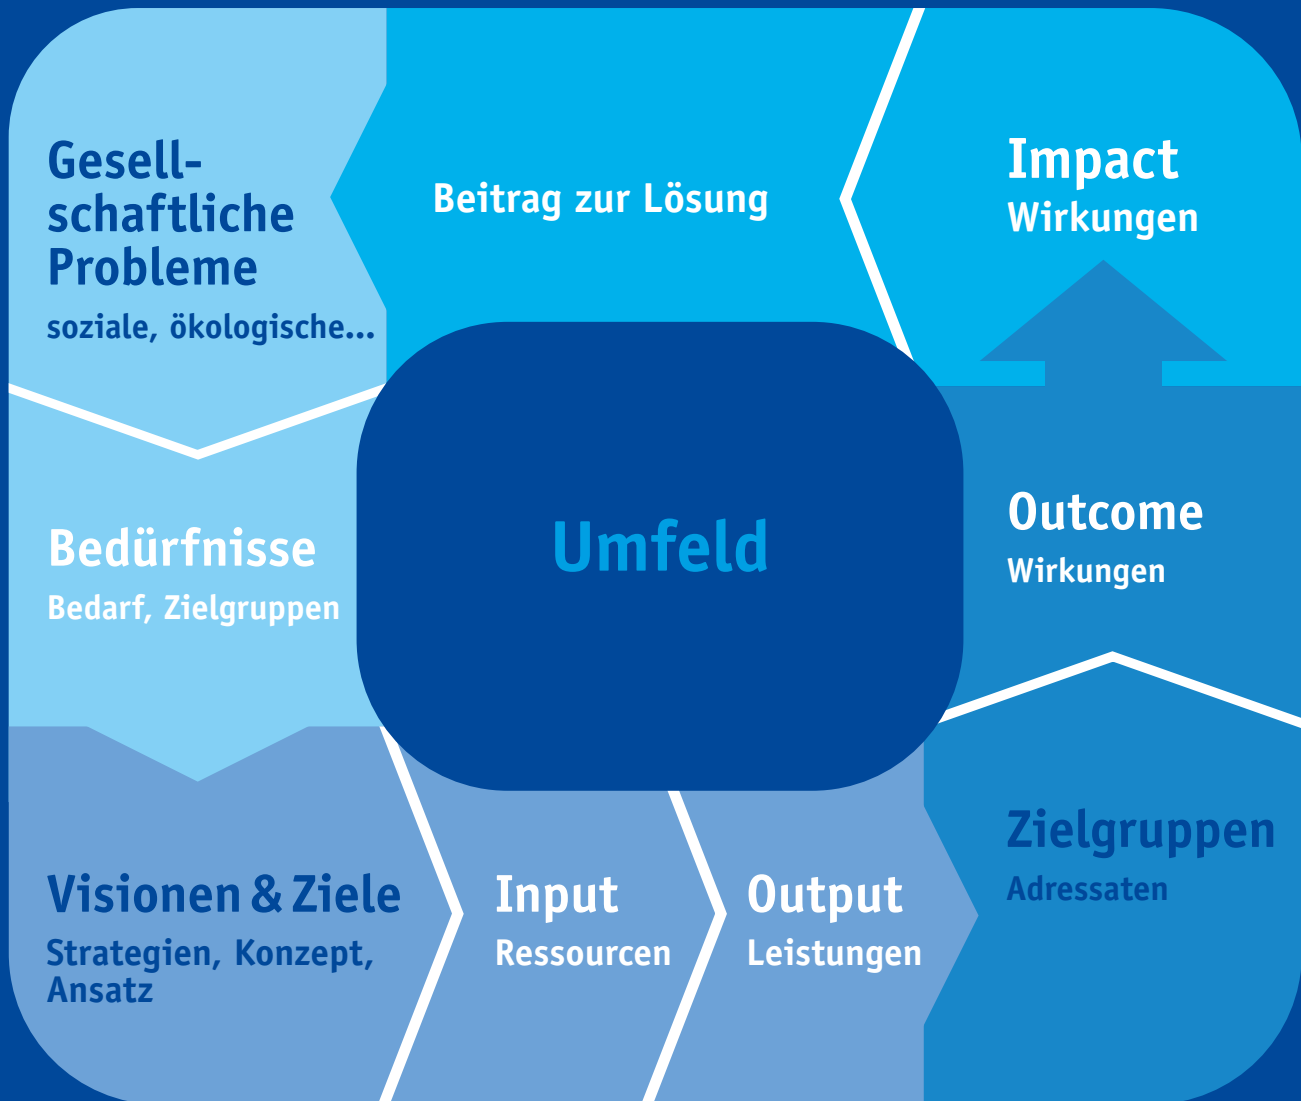 Gesell-
schaftliche
Probleme
soziale, ökologische...
Beitrag zur Lösung
Impact
Wirkungen
Bedürfnisse
Bedarf, Zielgruppen
Umfeld
Outcome
Wirkungen
Visionen & Ziele
Strategien, Konzept,
Ansatz
Input
Ressourcen
Output
Leistungen
Zielgruppen
Adressaten